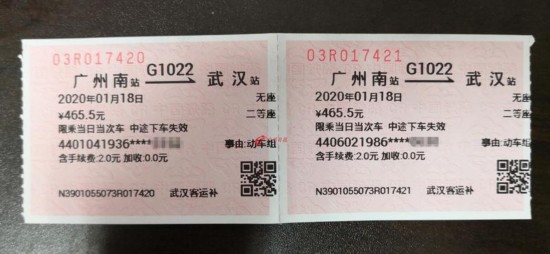 03R017420
广州南站 G1022 武汉站
2020年01月18日 无座
¥465.5元 二等座
限乘当日当次车 中途下车失效
4401041936**** 事由:动车组
含手续费:2.0元 加收:0.0元
N3901055073R017420 武汉客运补
03R017421
广州南站 G1022 武汉站
2020年01月18日 无座
¥465.5元 二等座
限乘当日当次车 中途下车失效
4406021986**** 事由:动车组
含手续费:2.0元 加收:0.0元
N3901055073R017421 武汉客运补